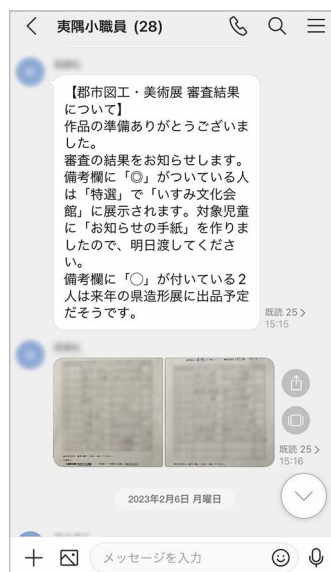 夷隅小職員 (28)
【郡市図工・美術展 審査結果
について】
作品の準備ありがとうございま
した。
審査の結果をお知らせします。
備考欄に「◎」がついている人
は「特選」で「いすみ文化会
館」に展示されます。対象児童
に「お知らせの手紙」を作りま
したので、明日渡してくださ
い。
備考欄に「○」が付いている2
人は来年の県造形展に出品予定
だそうです。
既読 25 >
15:15
既読 25 >
15:16
2023年2月6日 月曜日
メッセージを入力